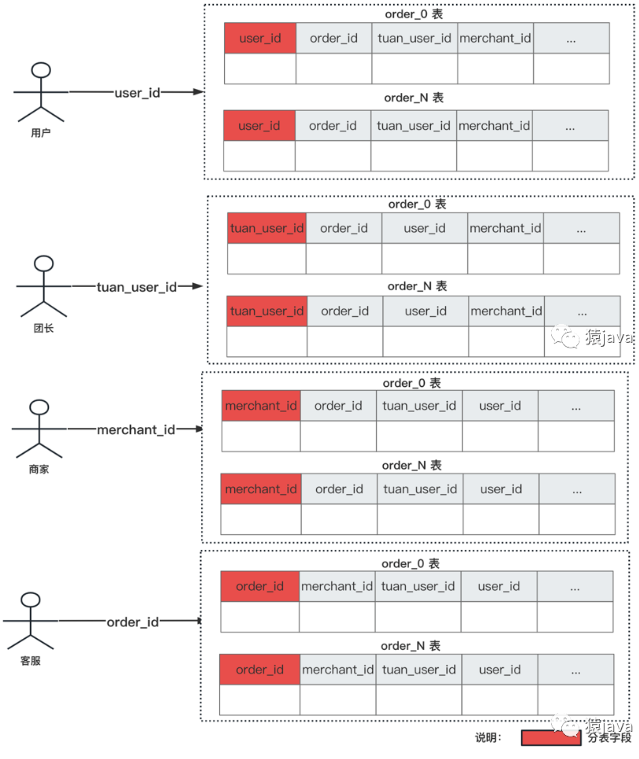 order_0 表
user_id order_id tuan_user_id merchant_id ...
user_id
order_N 表
user_id order_id tuan_user_id merchant_id ...
用户
order_0 表
tuan_user_id order_id user_id merchant_id ...
tuan_user_id
order_N 表
tuan_user_id order_id user_id merchant_id ...
团长
猿java
order_0 表
merchant_id order_id tuan_user_id user_id ...
merchant_id
order_N 表
merchant_id order_id tuan_user_id user_id ...
商家
order_0 表
order_id merchant_id tuan_user_id user_id ...
order_id
order_N 表
order_id merchant_id tuan_user_id user_id ...
客服
猿java
说明： 分表字段